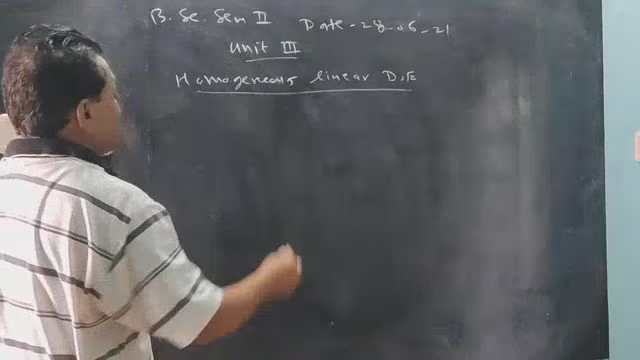 B. Sc. Sem II Date - 28-06-21
Unit III
Homogeneous linear D.E